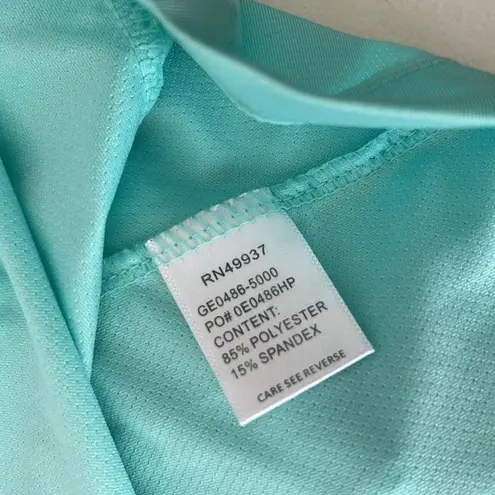 RN49937
GE0486-5000
PO# 0E0486HP
CONTENT:
85% POLYESTER
15% SPANDEX
CARE SEE REVERSE